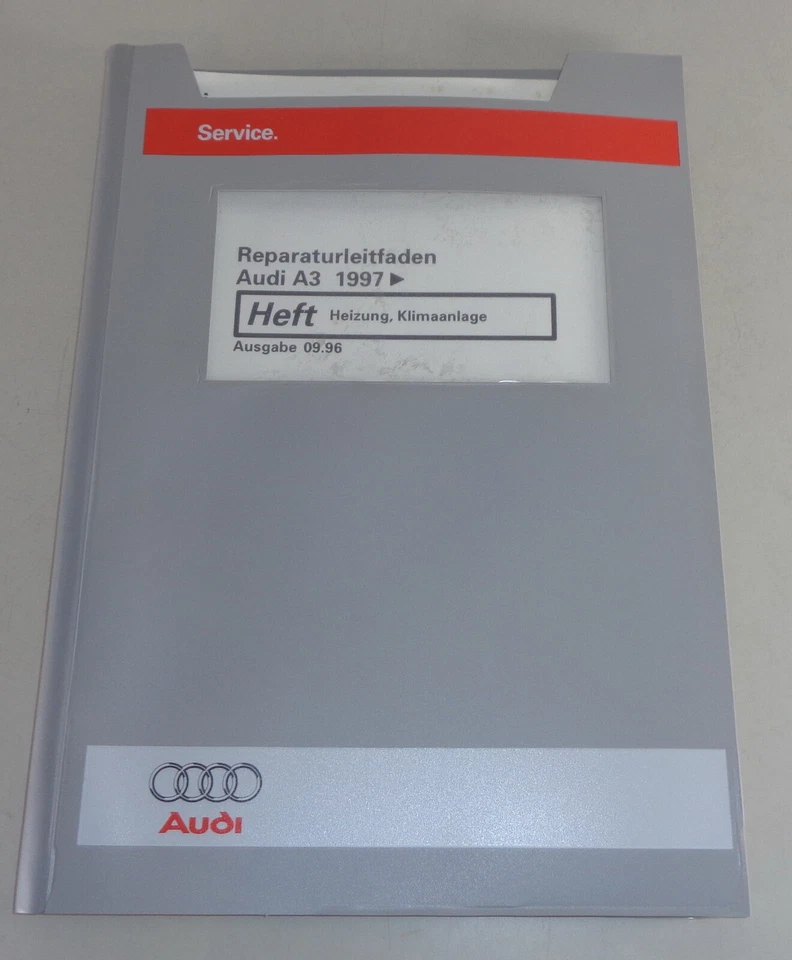 Service.
Reparaturleitfaden
Audi A3 1997 ►
Heft Heizung, Klimaanlage
Ausgabe 09.96
Audi